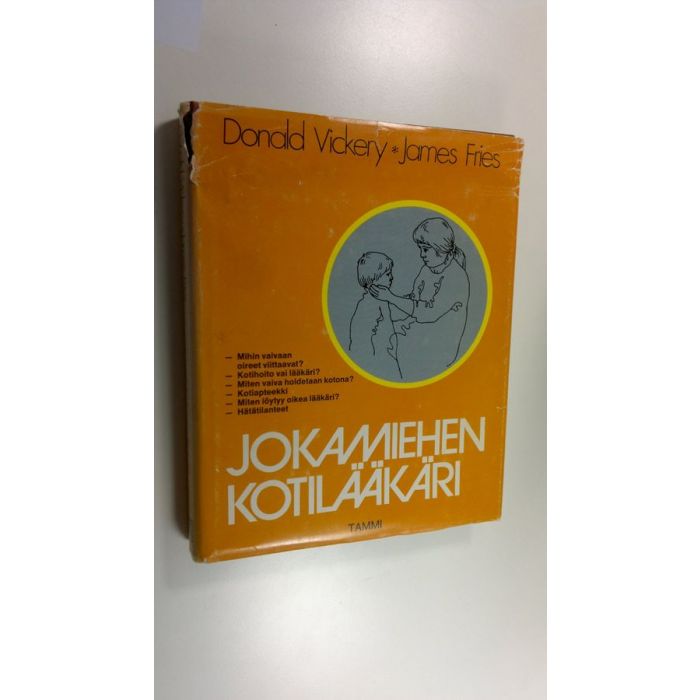 Donald Vickery * James Fries
— Mihin vaivaan
oireet viittaavat?
— Kotihoito vai lääkäri?
— Miten vaiva hoidetaan kotona?
— Kotiapteekki
— Miten löytyy oikea lääkäri?
— Hätätilanteet
JOKAMIEHEN
KOTILÄÄKÄRI
TAMMI